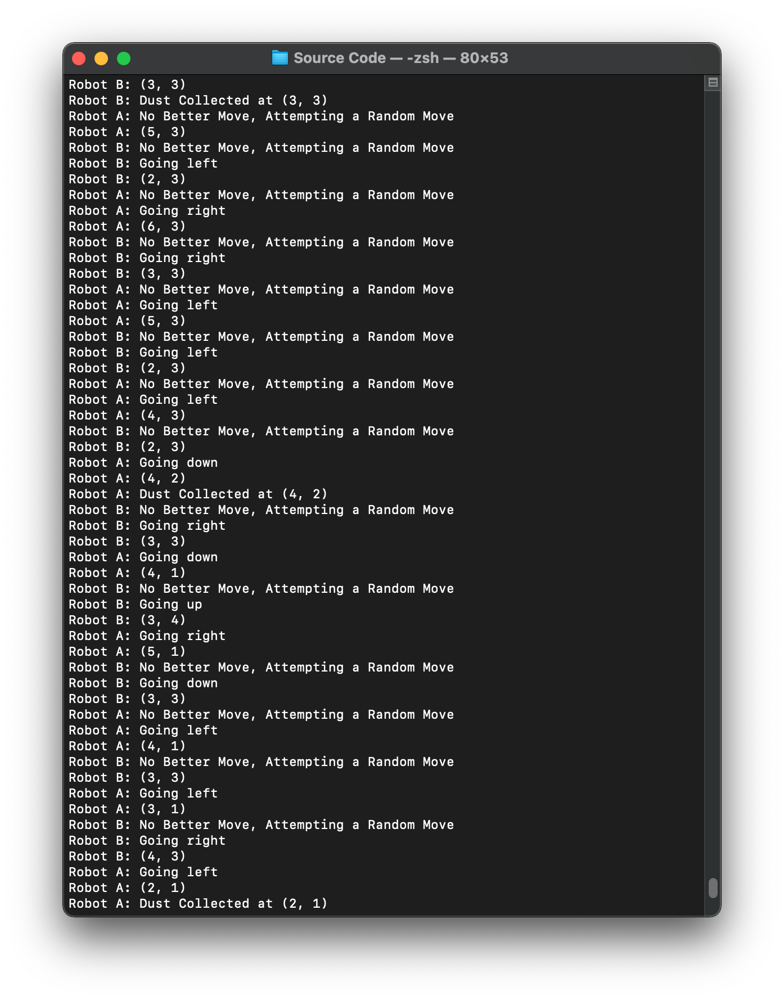 Source Code — -zsh — 80×53
Robot B: (3, 3)
Robot B: Dust Collected at (3, 3)
Robot A: No Better Move, Attempting a Random Move
Robot A: (5, 3)
Robot B: No Better Move, Attempting a Random Move
Robot B: Going left
Robot B: (2, 3)
Robot A: No Better Move, Attempting a Random Move
Robot A: Going right
Robot A: (6, 3)
Robot B: No Better Move, Attempting a Random Move
Robot B: Going right
Robot B: (3, 3)
Robot A: No Better Move, Attempting a Random Move
Robot A: Going left
Robot A: (5, 3)
Robot B: No Better Move, Attempting a Random Move
Robot B: Going left
Robot B: (2, 3)
Robot A: No Better Move, Attempting a Random Move
Robot A: Going left
Robot A: (4, 3)
Robot B: No Better Move, Attempting a Random Move
Robot B: (2, 3)
Robot A: Going down
Robot A: (4, 2)
Robot A: Dust Collected at (4, 2)
Robot B: No Better Move, Attempting a Random Move
Robot B: Going right
Robot B: (3, 3)
Robot A: Going down
Robot A: (4, 1)
Robot B: No Better Move, Attempting a Random Move
Robot B: Going up
Robot B: (3, 4)
Robot A: Going right
Robot A: (5, 1)
Robot B: No Better Move, Attempting a Random Move
Robot B: Going down
Robot B: (3, 3)
Robot A: No Better Move, Attempting a Random Move
Robot A: Going left
Robot A: (4, 1)
Robot B: No Better Move, Attempting a Random Move
Robot B: (3, 3)
Robot A: Going left
Robot A: (3, 1)
Robot B: No Better Move, Attempting a Random Move
Robot B: Going right
Robot B: (4, 3)
Robot A: Going left
Robot A: (2, 1)
Robot A: Dust Collected at (2, 1)